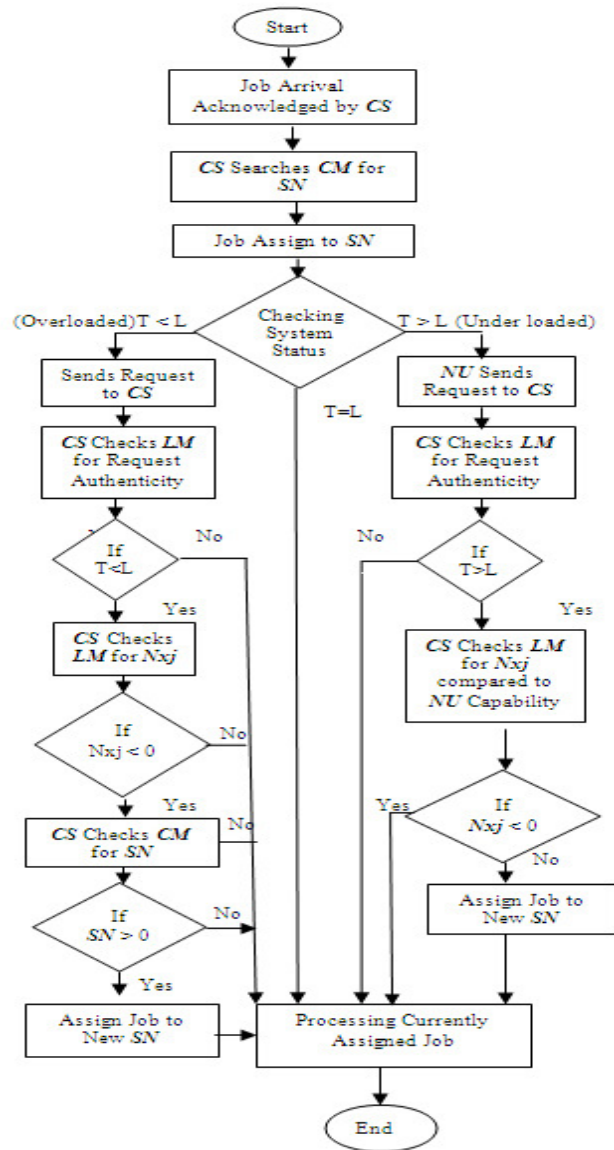 Start
Job Arrival
Acknowledged by CS
CS Searches CM for
SN
Job Assign to SN
(Overloaded)T < L
Checking
System
Status
T > L (Under loaded)
T=L
Sends Request
to CS
CS Checks LM
for Request
Authenticity
If
T<L
No
Yes
CS Checks
LM for Nxj
If
Nxj < 0
No
Yes
CS Checks CM
for SN
No
If
SN > 0
No
Yes
Assign Job to
New SN
NU Sends
Request to CS
CS Checks LM
for Request
Authenticity
No
If
T>L
Yes
CS Checks LM
for Nxj
compared to
NU Capability
Yes
If
Nxj < 0
No
Assign Job to
New SN
Processing Currently
Assigned Job
End